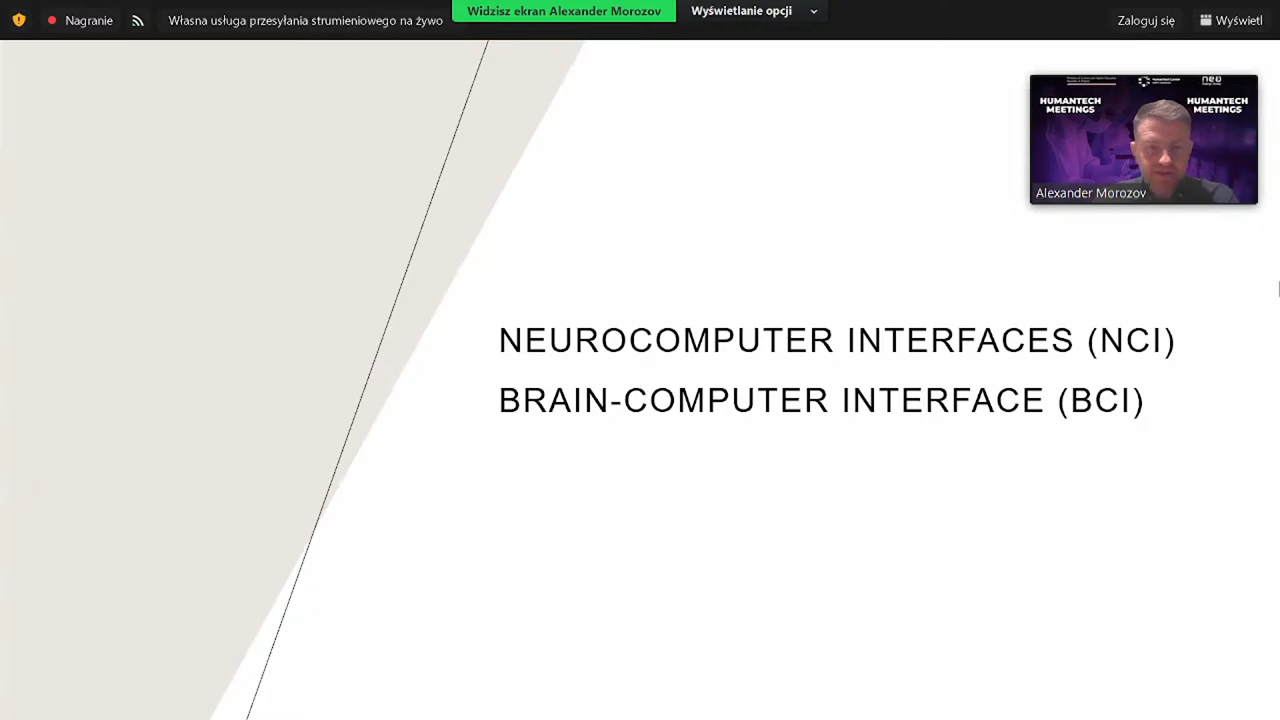 Nagranie
Własna usługa przesyłania strumieniowego na żywo
Widzisz ekran Alexander Morozov
Wyświetlanie opcji
Zaloguj się
Wyświetl
HUMANTECH
MEETINGS
HUMANTECH
MEETINGS
Alexander Morozov
NEUROCOMPUTER INTERFACES (NCI)
BRAIN-COMPUTER INTERFACE (BCI)